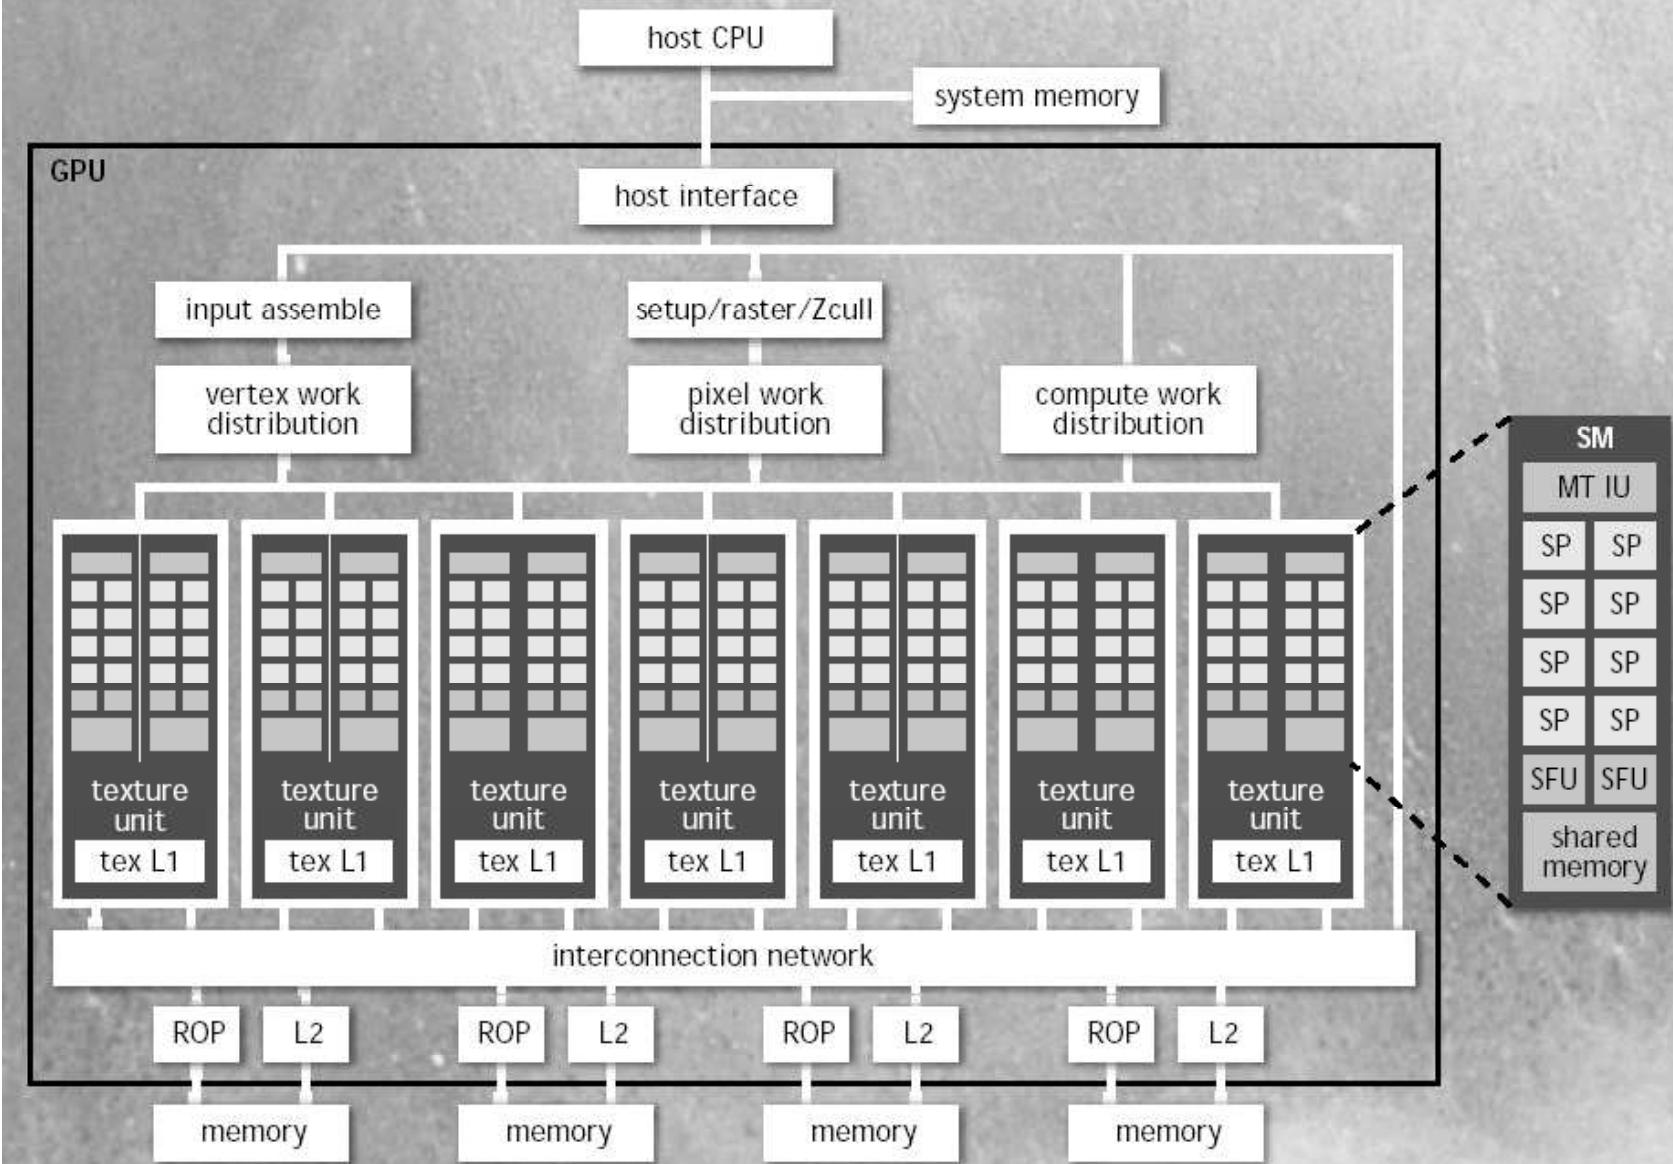 host CPU
system memory
GPU
host interface
input assemble
setup/raster/Zcull
vertex work
distribution
pixel work
distribution
compute work
distribution
SM
MT IU
SP SP
SP SP
SP SP
SP SP
SFU SFU
shared
memory
texture
unit
tex L1
texture
unit
tex L1
texture
unit
tex L1
texture
unit
tex L1
texture
unit
tex L1
texture
unit
tex L1
texture
unit
tex L1
interconnection network
ROP L2 ROP L2 ROP L2 ROP L2
memory memory memory memory